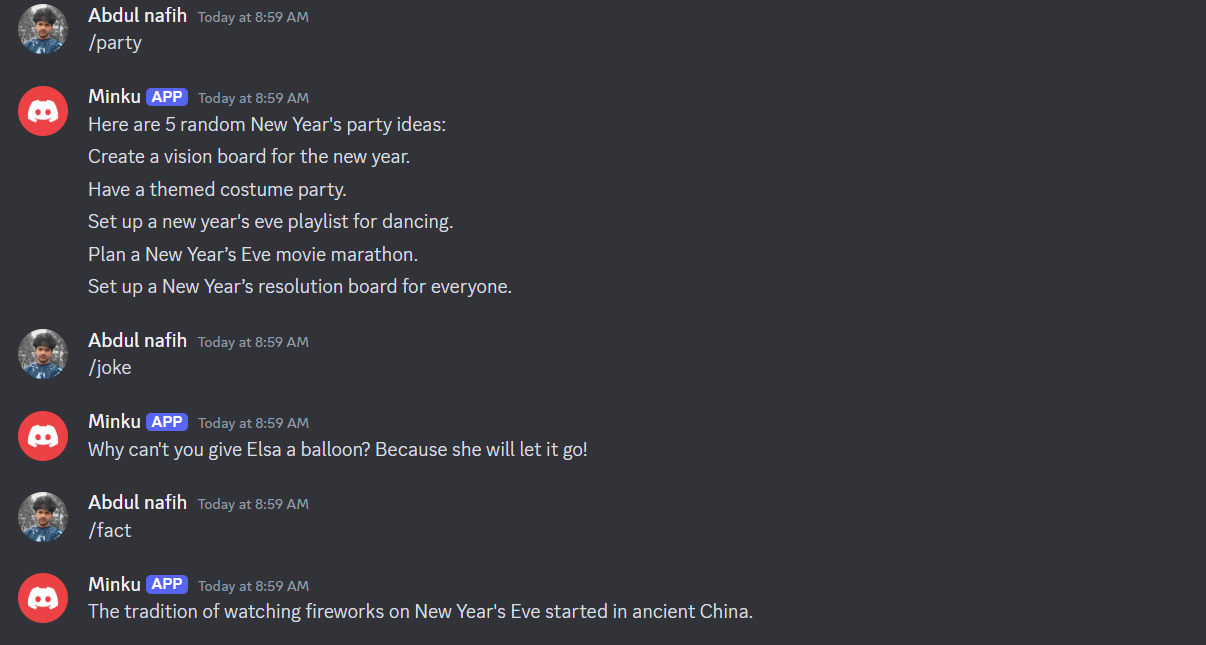 Abdul nafih Today at 8:59 AM
/party
Minku APP Today at 8:59 AM
Here are 5 random New Year's party ideas:
Create a vision board for the new year.
Have a themed costume party.
Set up a new year's eve playlist for dancing.
Plan a New Year’s Eve movie marathon.
Set up a New Year’s resolution board for everyone.
Abdul nafih Today at 8:59 AM
/joke
Minku APP Today at 8:59 AM
Why can't you give Elsa a balloon? Because she will let it go!
Abdul nafih Today at 8:59 AM
/fact
Minku APP Today at 8:59 AM
The tradition of watching fireworks on New Year's Eve started in ancient China.